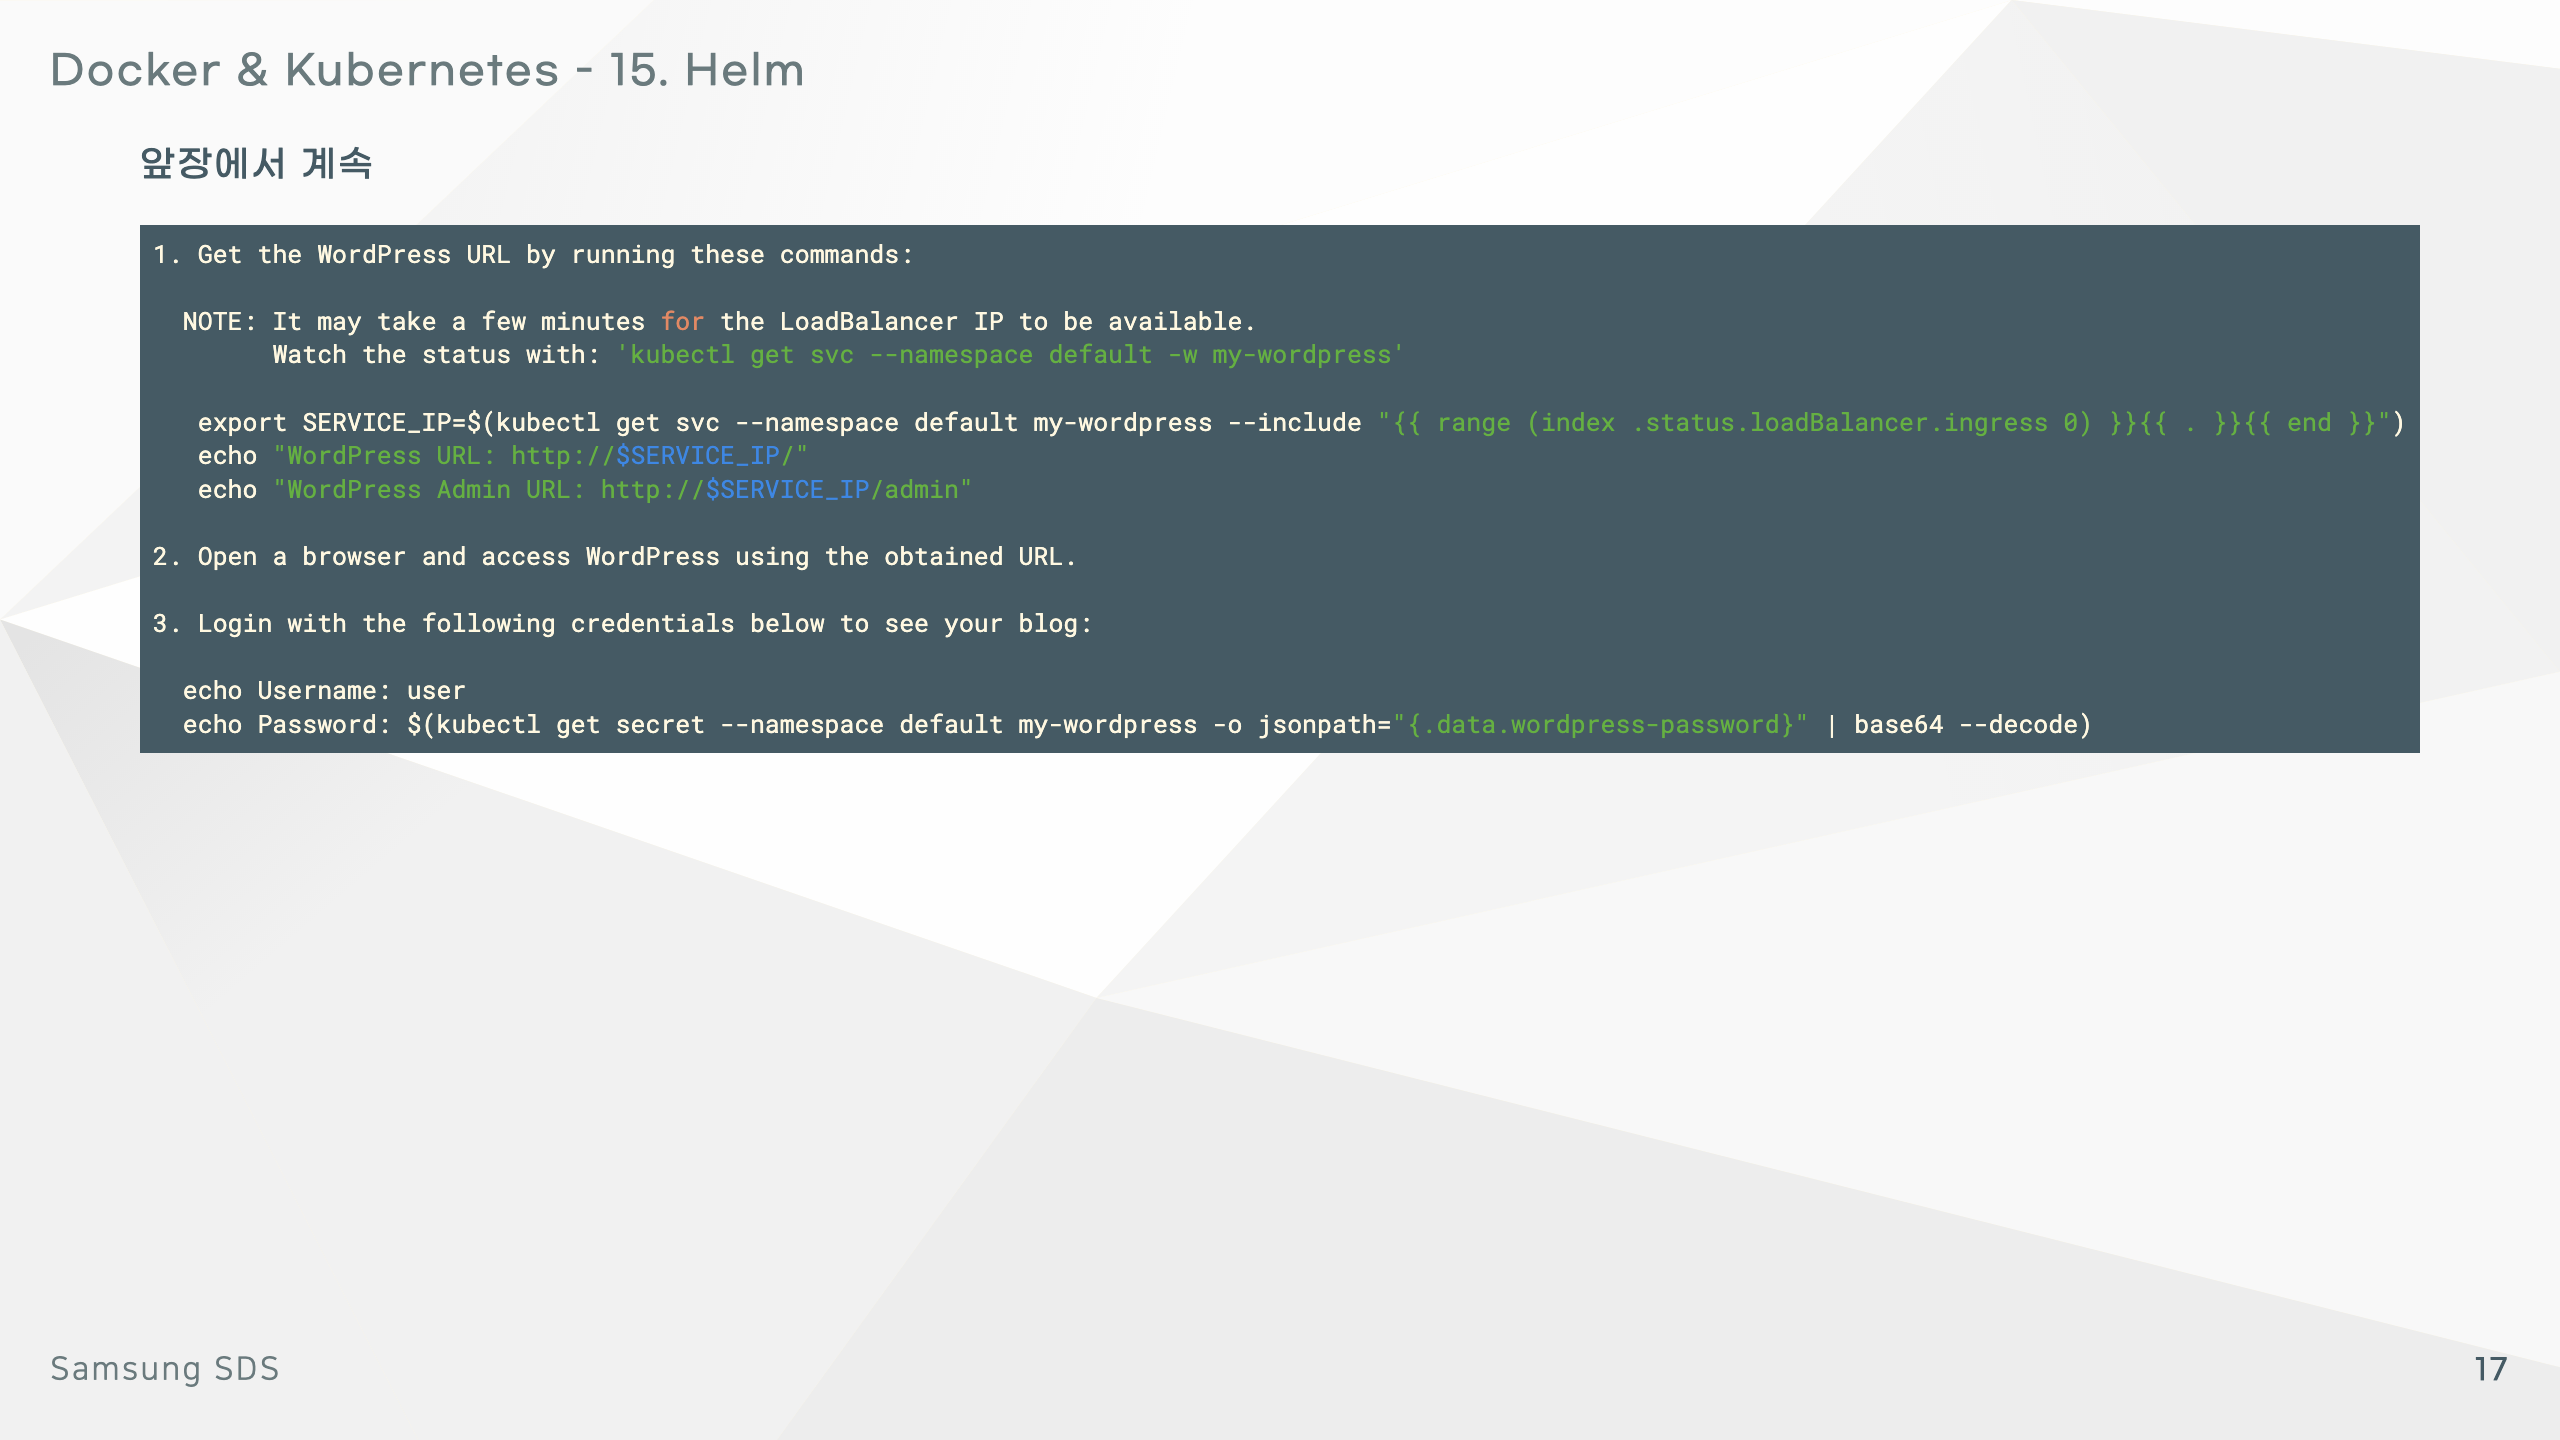 Docker & Kubernetes - 15. Helm
앞장에서 계속
1. Get the WordPress URL by running these commands:
NOTE: It may take a few minutes for the LoadBalancer IP to be available.
Watch the status with: 'kubectl get svc --namespace default -w my-wordpress'
export SERVICE_IP=$(kubectl get svc --namespace default my-wordpress --include "{{ range (index .status.loadBalancer.ingress 0) }}{{ . }}{{ end }}")
echo "WordPress URL: http://$SERVICE_IP/"
echo "WordPress Admin URL: http://$SERVICE_IP/admin"
2. Open a browser and access WordPress using the obtained URL.
3. Login with the following credentials below to see your blog:
echo Username: user
echo Password: $(kubectl get secret --namespace default my-wordpress -o jsonpath="{.data.wordpress-password}" | base64 --decode)
Samsung SDS
17